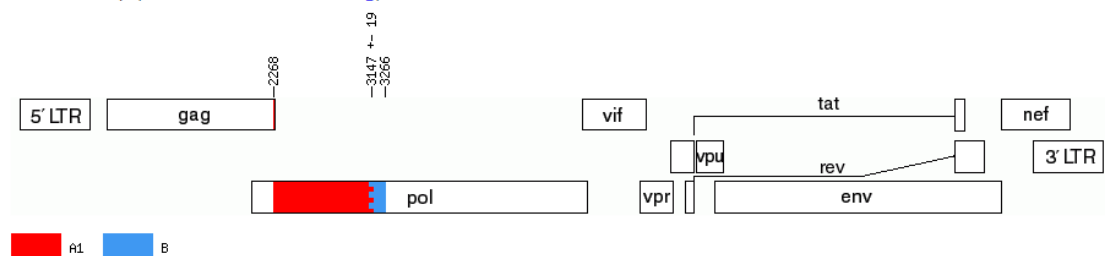 2268
3147 +- 19
3266
5´ LTR
gag
vif
tat
nef
vpu
rev
3´ LTR
pol
vpr
env
A1
B